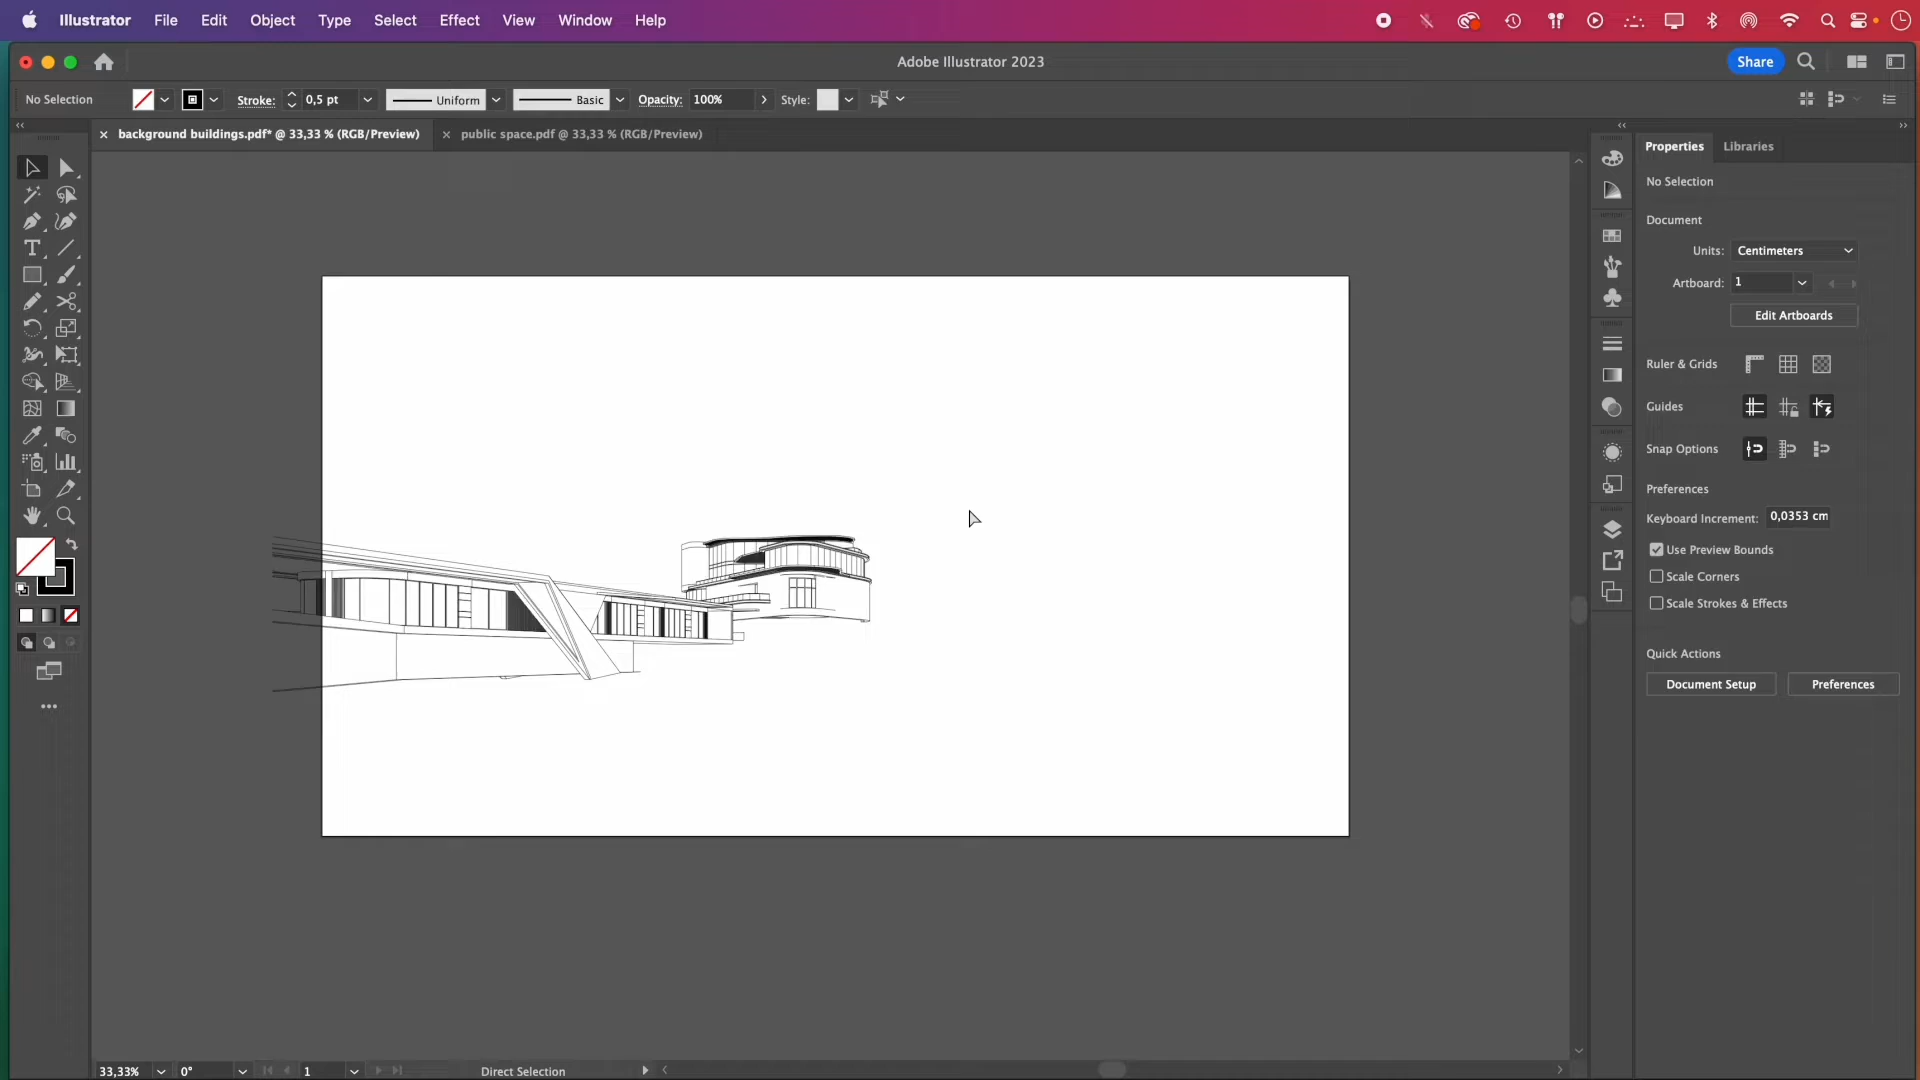 Illustrator File Edit Object Type Select Effect View Window Help
Adobe Illustrator 2023
Share
No Selection
Stroke: 0,5 pt Uniform Basic Opacity: 100% Style:
background buildings.pdf* @ 33,33 % (RGB/Preview)
public space.pdf @ 33,33 % (RGB/Preview)
Properties Libraries
No Selection
Document
Units: Centimeters
Artboard: 1
Edit Artboards
Ruler & Grids
Guides
Snap Options
Preferences
Keyboard Increment: 0,0353 cm
Use Preview Bounds
Scale Corners
Scale Strokes & Effects
Quick Actions
Document Setup Preferences
33,33% 0° 1 Direct Selection